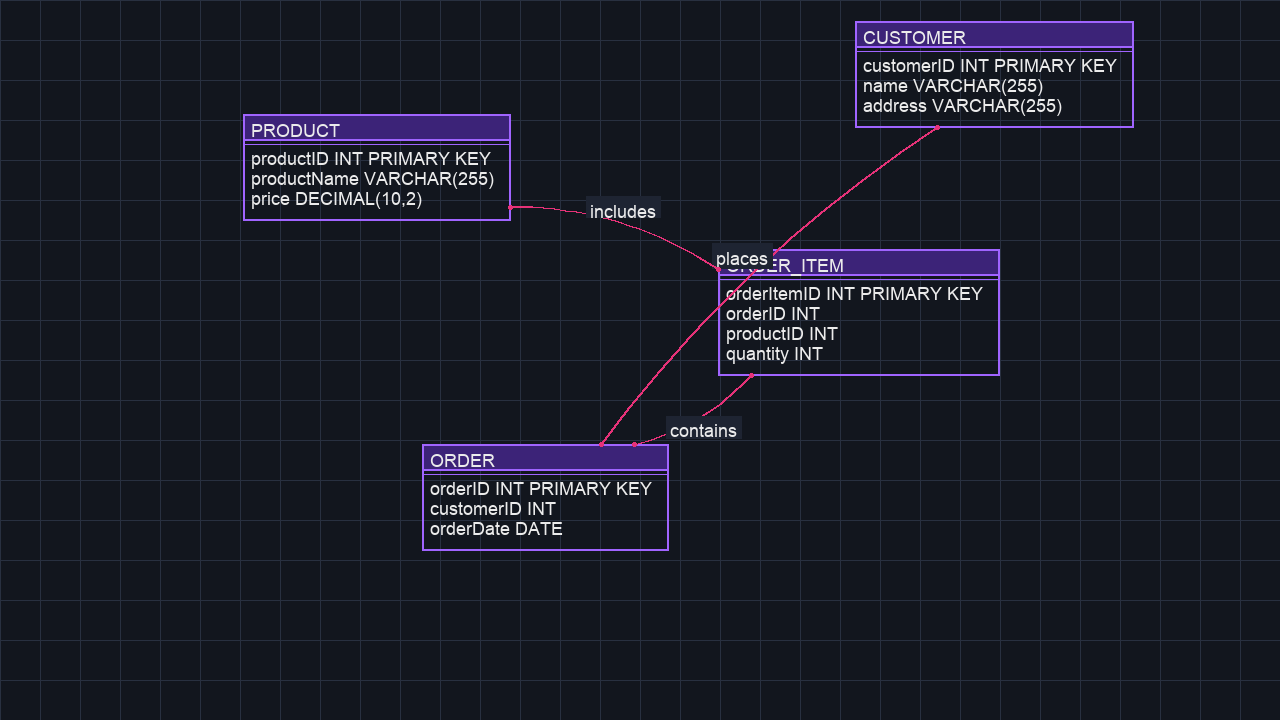 CUSTOMER
customerID INT PRIMARY KEY
name VARCHAR(255)
address VARCHAR(255)
PRODUCT
productID INT PRIMARY KEY
productName VARCHAR(255)
price DECIMAL(10,2)
includes
places
ORDER_ITEM
orderItemID INT PRIMARY KEY
orderID INT
productID INT
quantity INT
contains
ORDER
orderID INT PRIMARY KEY
customerID INT
orderDate DATE